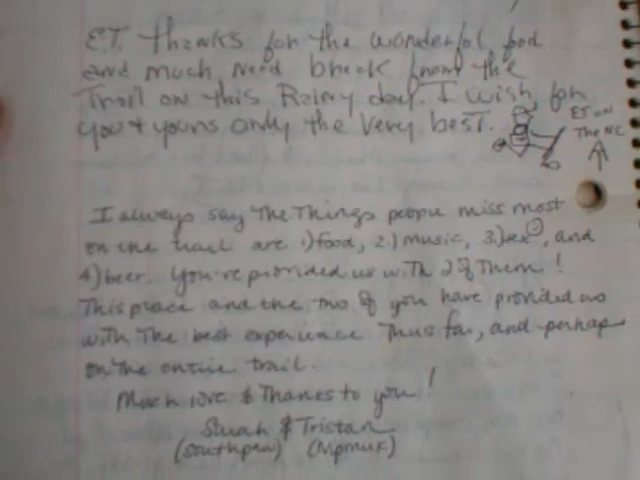 E.T. thanks for the wonderful food
and much need break from the
Trail on this Rainy day. I wish for
you & yours only the very best.
ET on
The NC
I always say the things people miss most
on the trail are 1) food, 2) music, 3) sex, and
4) beer. You've provided us with 2 of them!
This place and the two of you have provided us
with the best experience thus far, and perhaps
on the entire trail.
Much love & Thanks to you!
Sarah & Tristan
(Southpaw)